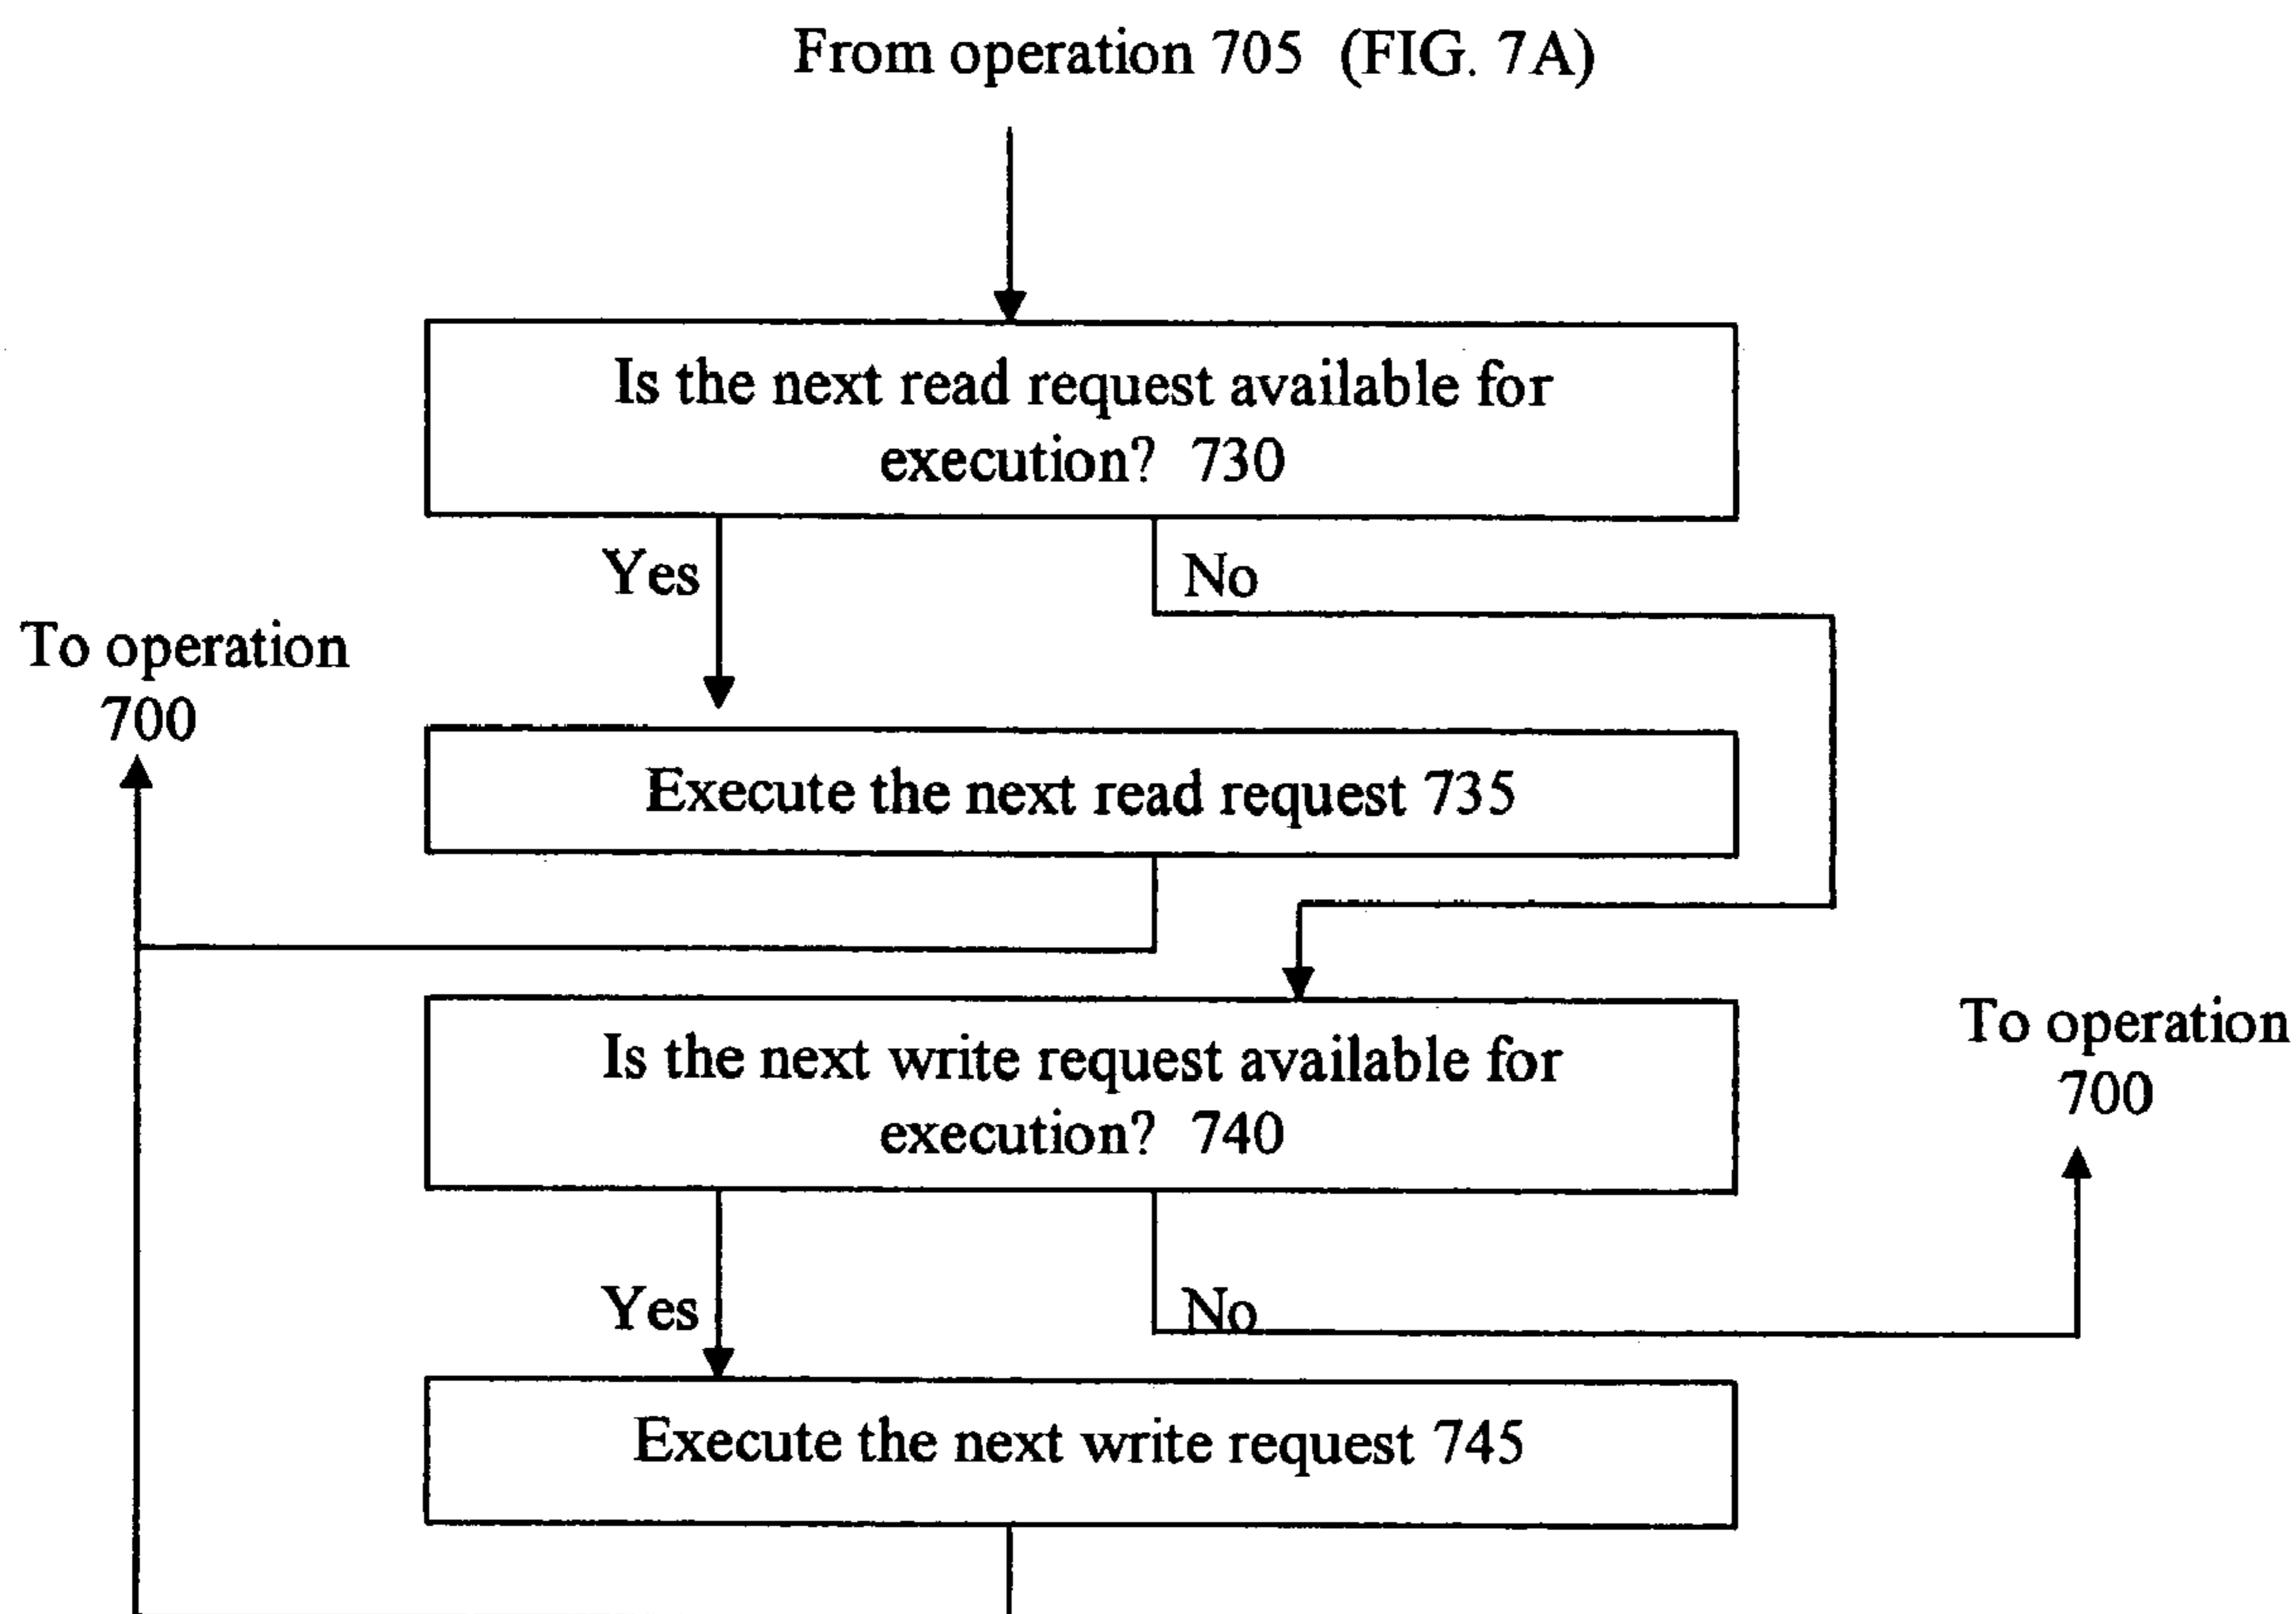 From operation 705 (FIG. 7A)
Is the next read request available for
execution? 730
Yes
No
To operation
700
Execute the next read request 735
Is the next write request available for
execution? 740
To operation
700
Yes
No
Execute the next write request 745